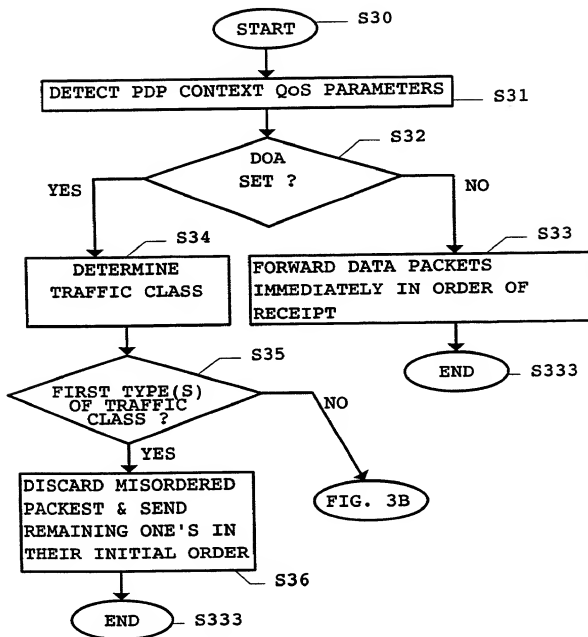 START
S30
DETECT PDP CONTEXT QoS PARAMETERS
S31
S32
DOA
SET ?
YES
NO
S34
S33
DETERMINE
TRAFFIC CLASS
FORWARD DATA PACKETS
IMMEDIATELY IN ORDER OF
RECEIPT
S35
END
S333
FIRST TYPE(S)
OF TRAFFIC
CLASS ?
NO
YES
DISCARD MISORDERED
PACKEST & SEND
REMAINING ONE'S IN
THEIR INITIAL ORDER
FIG. 3B
S36
END
S333